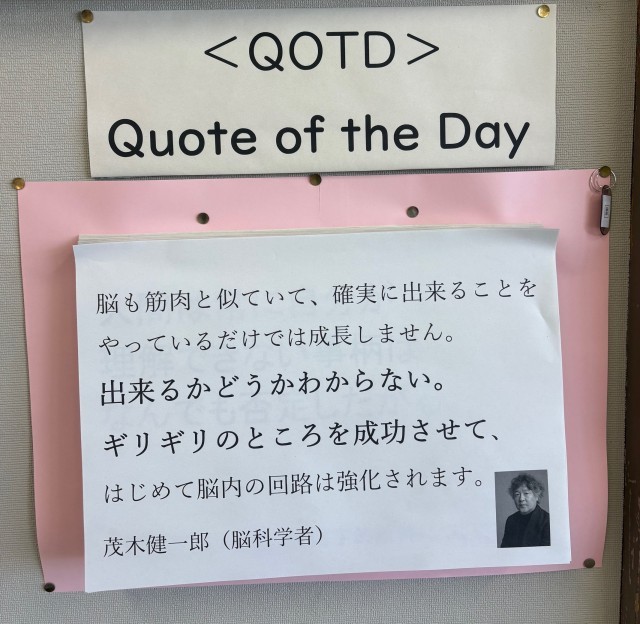 ＜QOTD＞
Quote of the Day
脳も筋肉と似ていて、確実に出来ることを
やっているだけでは成長しません。
出来るかどうかわからない。
ギリギリのところを成功させて、
はじめて脳内の回路は強化されます。
茂木健一郎（脳科学者）